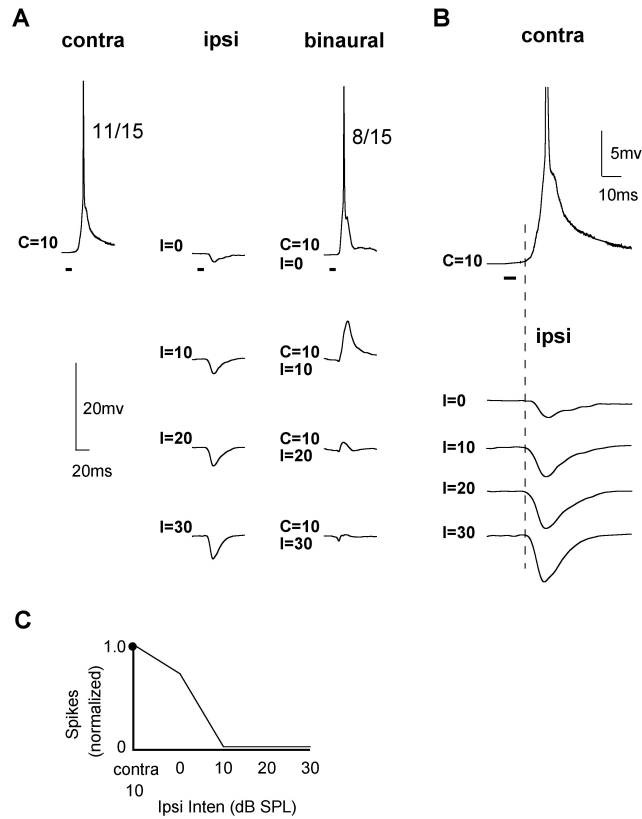 A
contra
ipsi
binaural
11/15
8/15
C=10
I=0
C=10
I=0
I=10
C=10
I=10
20mv
20ms
I=20
C=10
I=20
I=30
C=10
I=30
B
contra
5mv
10ms
C=10
ipsi
I=0
I=10
I=20
I=30
C
Spikes
(normalized)
1.0
0
contra
10
0
10
20
30
Ipsi Inten (dB SPL)